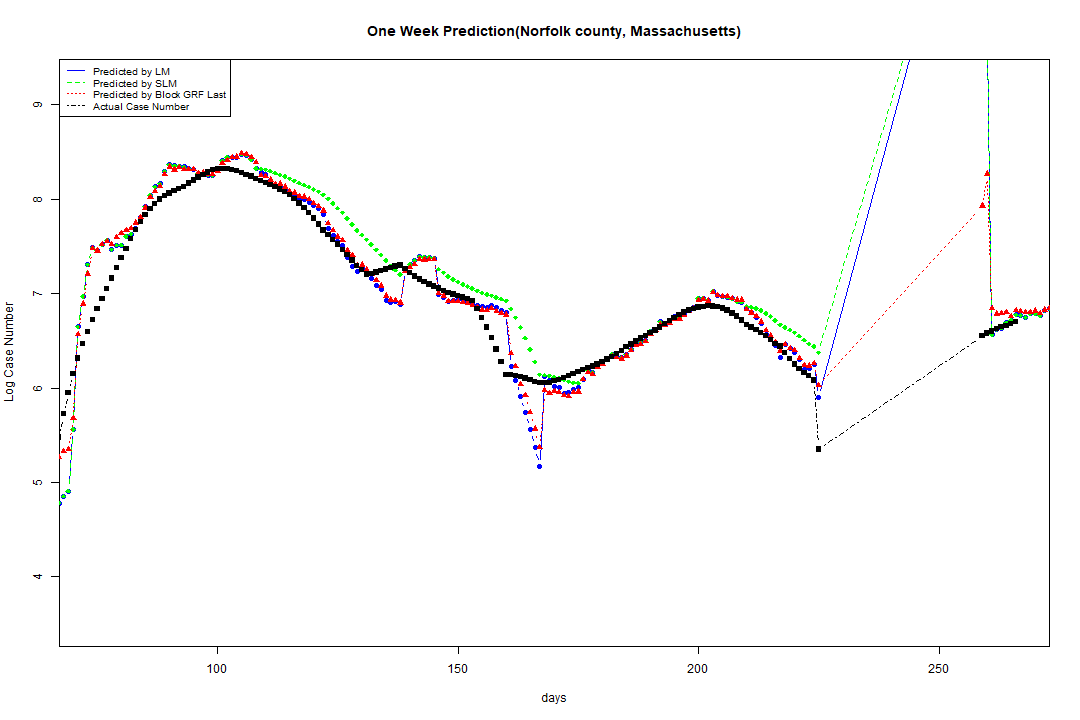 One Week Prediction(Norfolk county, Massachusetts)
Predicted by LM
Predicted by SLM
Predicted by Block GRF Last
Actual Case Number
9
8
7
6
5
4
Log Case Number
100 150 200 250
days